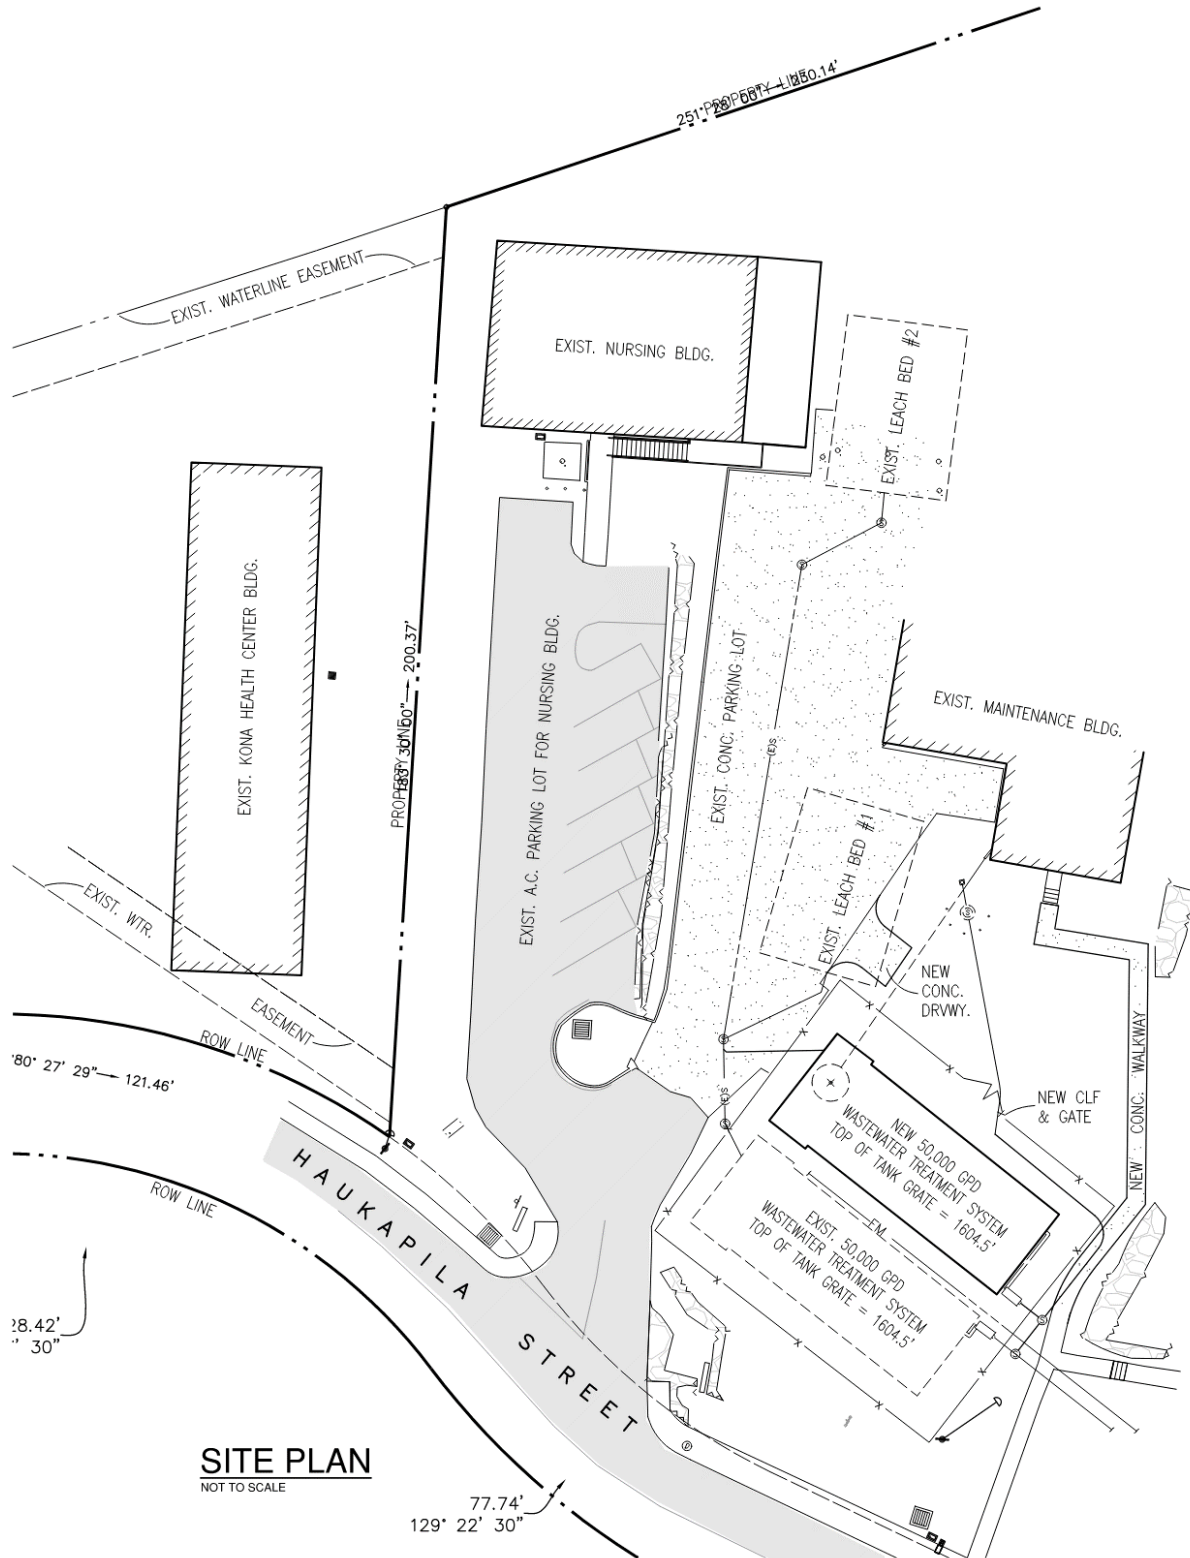 PROPERTY LINE
251° 28' 00" 250.14'
EXIST. WATERLINE EASEMENT
EXIST. NURSING BLDG.
EXIST. LEACH BED #2
EXIST. KONA HEALTH CENTER BLDG.
PROPERTY LINE
183° 30' 00" 200.37'
EXIST. A.C. PARKING LOT FOR NURSING BLDG.
EXIST. CONC. PARKING LOT
(E)S
EXIST. MAINTENANCE BLDG.
EXIST. LEACH BED #1
EXIST. WTR.
EASEMENT
ROW LINE
80° 27' 29" 121.46'
NEW
CONC.
DRVWY.
NEW CONC. WALKWAY
NEW CLF
& GATE
(E)S
NEW 50,000 GPD
WASTEWATER TREATMENT SYSTEM
TOP OF TANK GRATE = 1604.5'
FM
EXIST. 50,000 GPD
WASTEWATER TREATMENT SYSTEM
TOP OF TANK GRATE = 1604.5'
ROW LINE
HAUKAPILA STREET
28.42'
' 30"
SITE PLAN
NOT TO SCALE
77.74'
129° 22' 30"